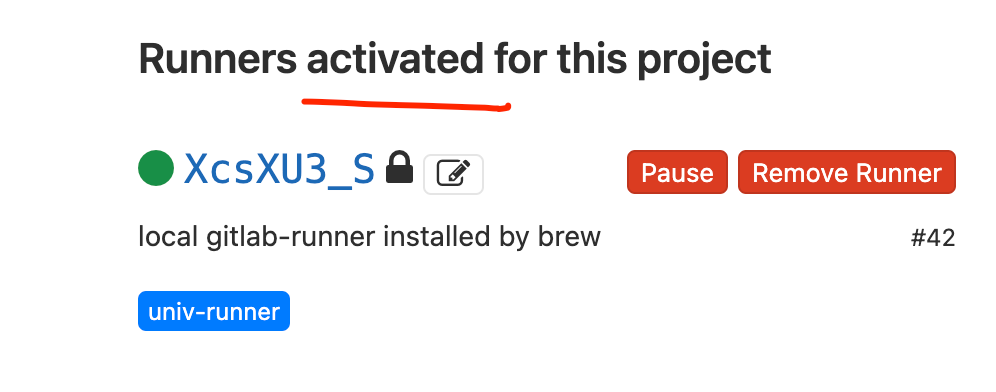 Runners activated for this project
XcsXU3_S Pause Remove Runner
local gitlab-runner installed by brew #42
univ-runner